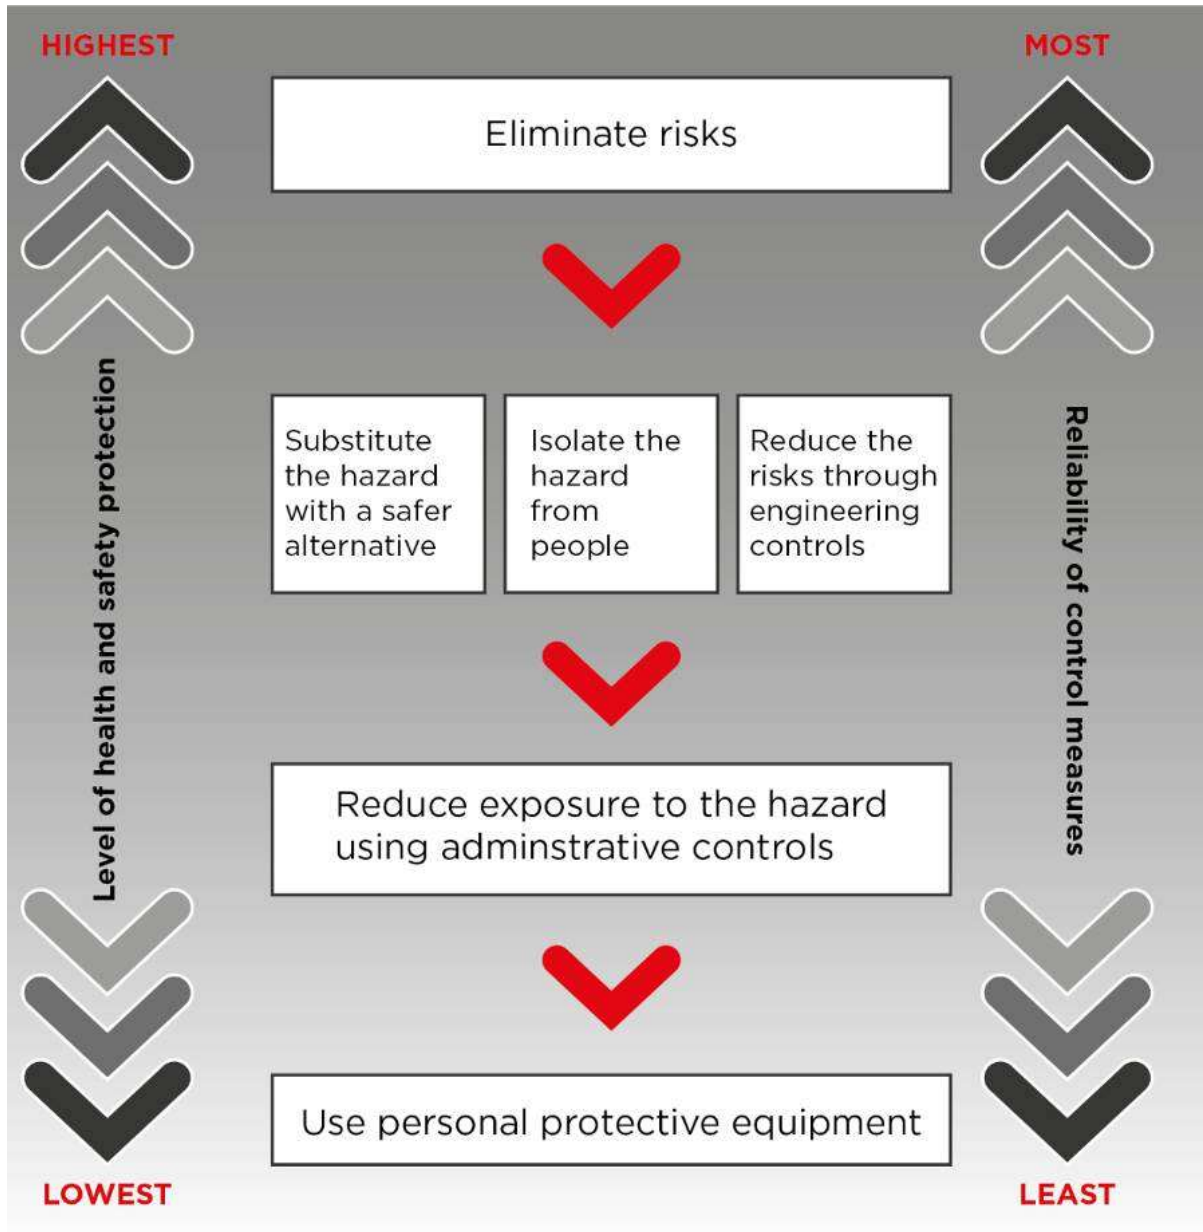 HIGHEST
MOST
Eliminate risks
Substitute
the hazard
with a safer
alternative
Isolate the
hazard
from
people
Reduce the
risks through
engineering
controls
Level of health and safety protection
Reliability of control measures
Reduce exposure to the hazard
using adminstrative controls
Use personal protective equipment
LOWEST
LEAST